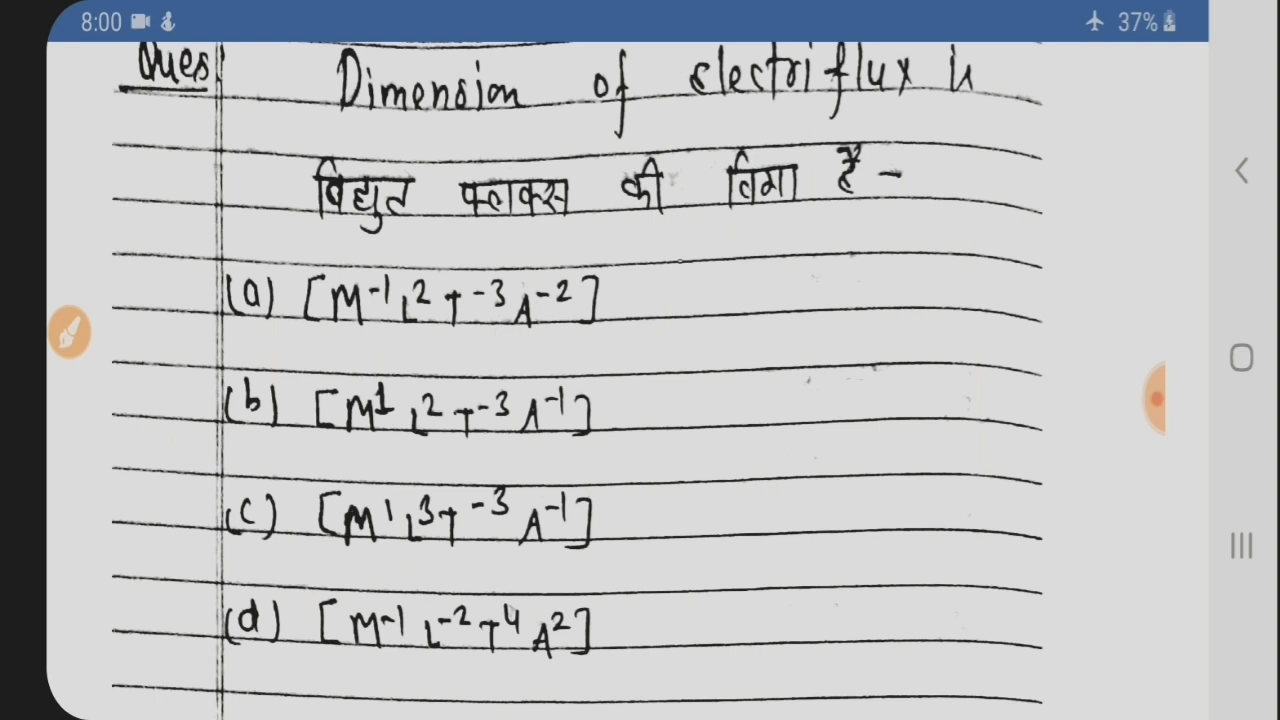 8:00 37%
Ques. Dimension of electriflux is
विद्युत फ्लाक्स की विमा हैं -
(a) [M-1 L2 T-3 A-2]
(b) [M1 L2 T-3 A-1]
(c) [M1 L3 T-3 A-1]
(d) [M-1 L-2 T4 A2]